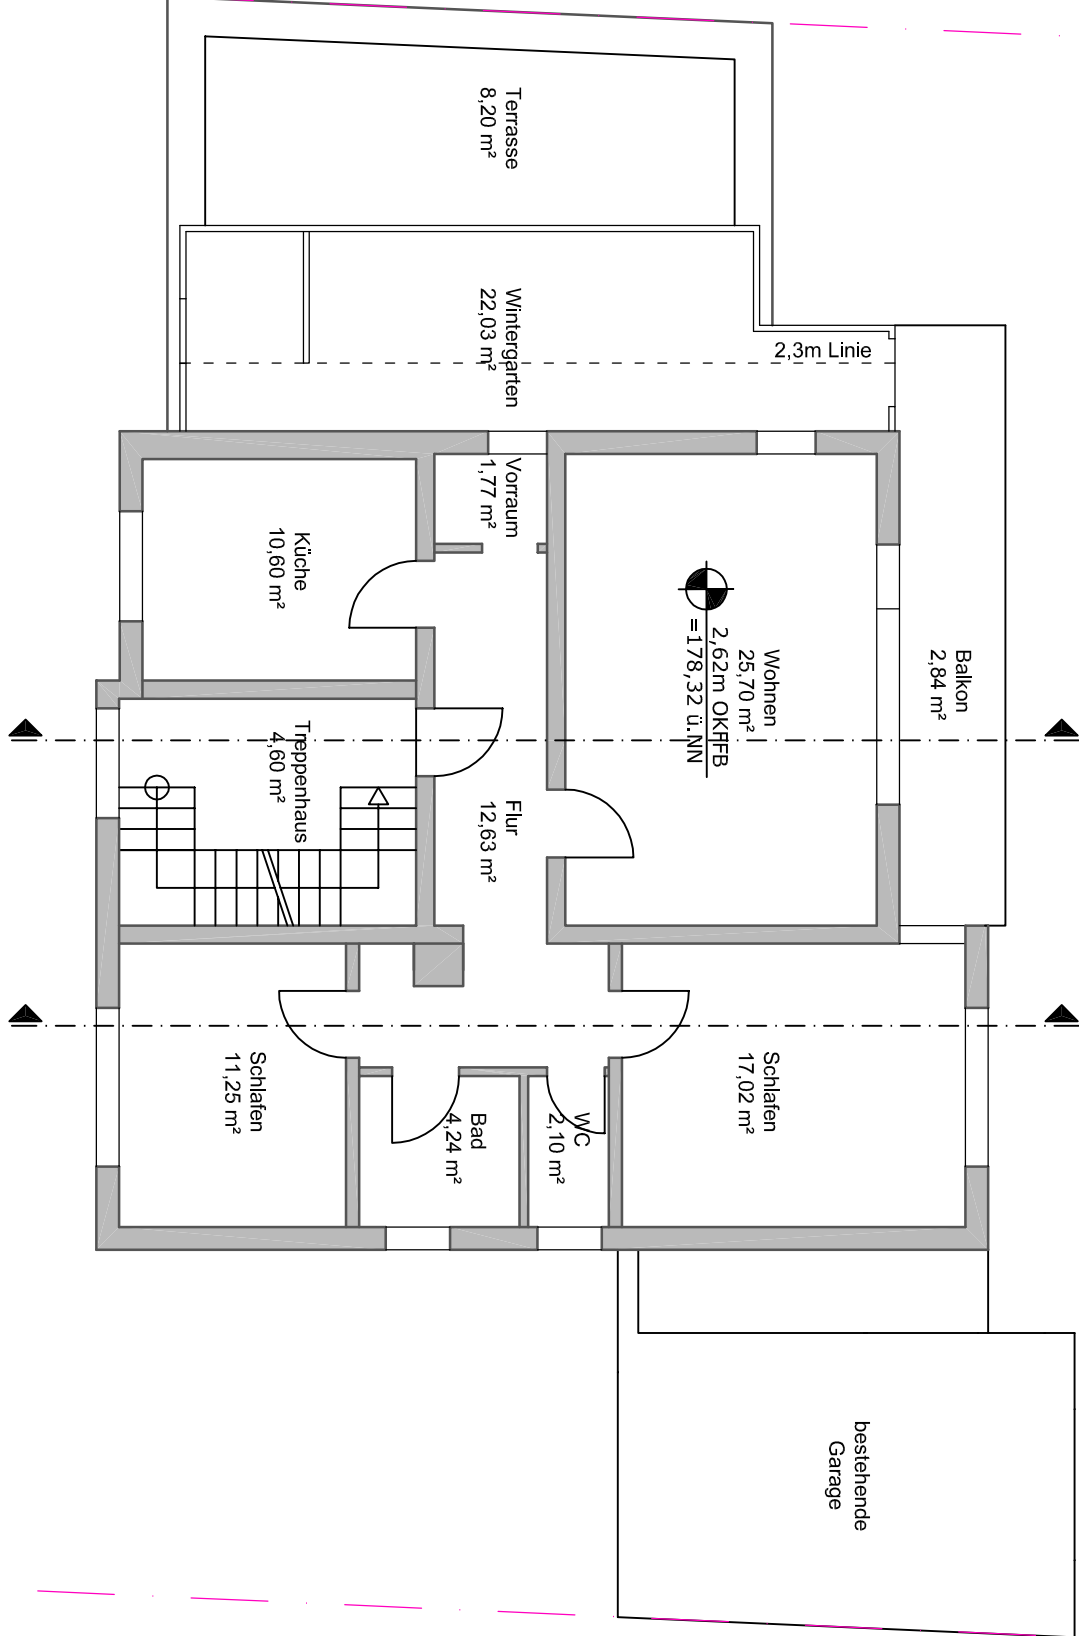 Terrasse
8,20 m²
Wintergarten
22,03 m²
2,3m Linie
Vorraum
1,77 m²
Küche
10,60 m²
Wohnen
25,70 m²
2,62m OKFFB
=178,32 ü.NN
Balkon
2,84 m²
Treppenhaus
4,60 m²
Flur
12,63 m²
Schlafen
11,25 m²
Bad
4,24 m²
WC
2,10 m²
Schlafen
17,02 m²
bestehende
Garage